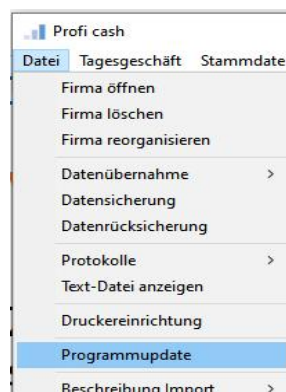 Profi cash
Datei Tagesgeschäft Stammdate
Firma öffnen
Firma löschen
Firma reorganisieren
Datenübernahme >
Datensicherung
Datenrücksicherung
Protokolle >
Text-Datei anzeigen
Druckereinrichtung
Programmupdate
Beschreibung Import >